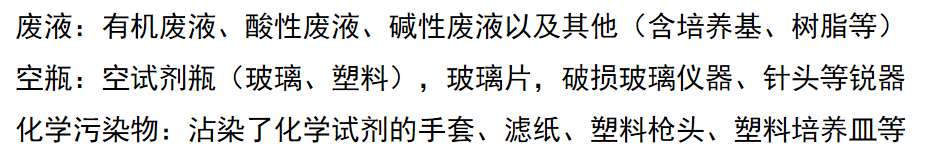 废液：有机废液、酸性废液、碱性废液以及其他（含培养基、树脂等）
空瓶：空试剂瓶（玻璃、塑料），玻璃片，破损玻璃仪器、针头等锐器
化学污染物：沾染了化学试剂的手套、滤纸、塑料枪头、塑料培养皿等